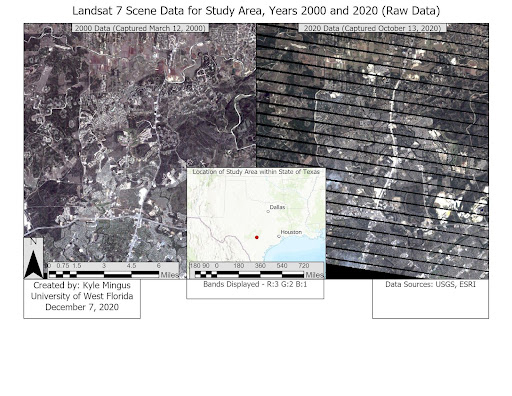 Landsat 7 Scene Data for Study Area, Years 2000 and 2020 (Raw Data)
2000 Data (Captured March 12, 2000)
2020 Data (Captured October 13, 2020)
Location of Study Area within State of Texas
Dallas
Houston
N
0 0.75 1.5 3 4.5 6
Miles
180 90 0 180 360 540 720
Miles
Created by: Kyle Mingus
University of West Florida
December 7, 2020
Bands Displayed - R:3 G:2 B:1
Data Sources: USGS, ESRI